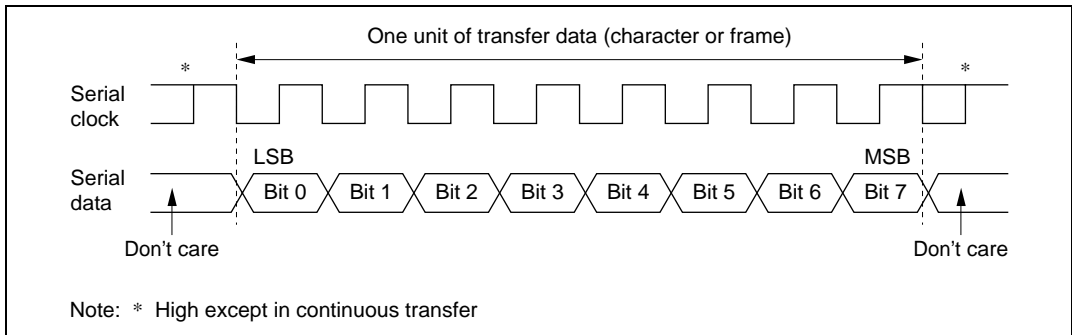 One unit of transfer data (character or frame)
* *
Serial
clock
LSB MSB
Serial
data
Bit 0 Bit 1 Bit 2 Bit 3 Bit 4 Bit 5 Bit 6 Bit 7
Don't care Don't care
Note: * High except in continuous transfer